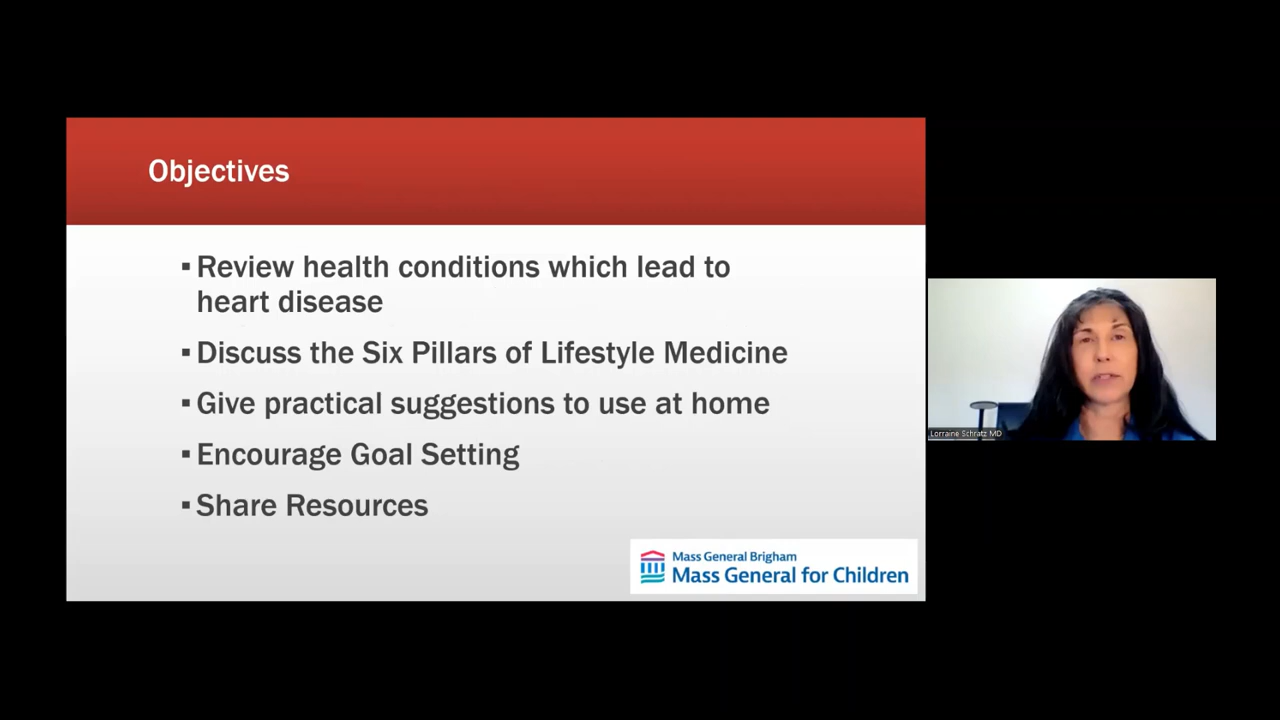 Objectives
▪ Review health conditions which lead to
heart disease
▪ Discuss the Six Pillars of Lifestyle Medicine
▪ Give practical suggestions to use at home
▪ Encourage Goal Setting
▪ Share Resources
Mass General Brigham
Mass General for Children
Lorraine Schratz MD